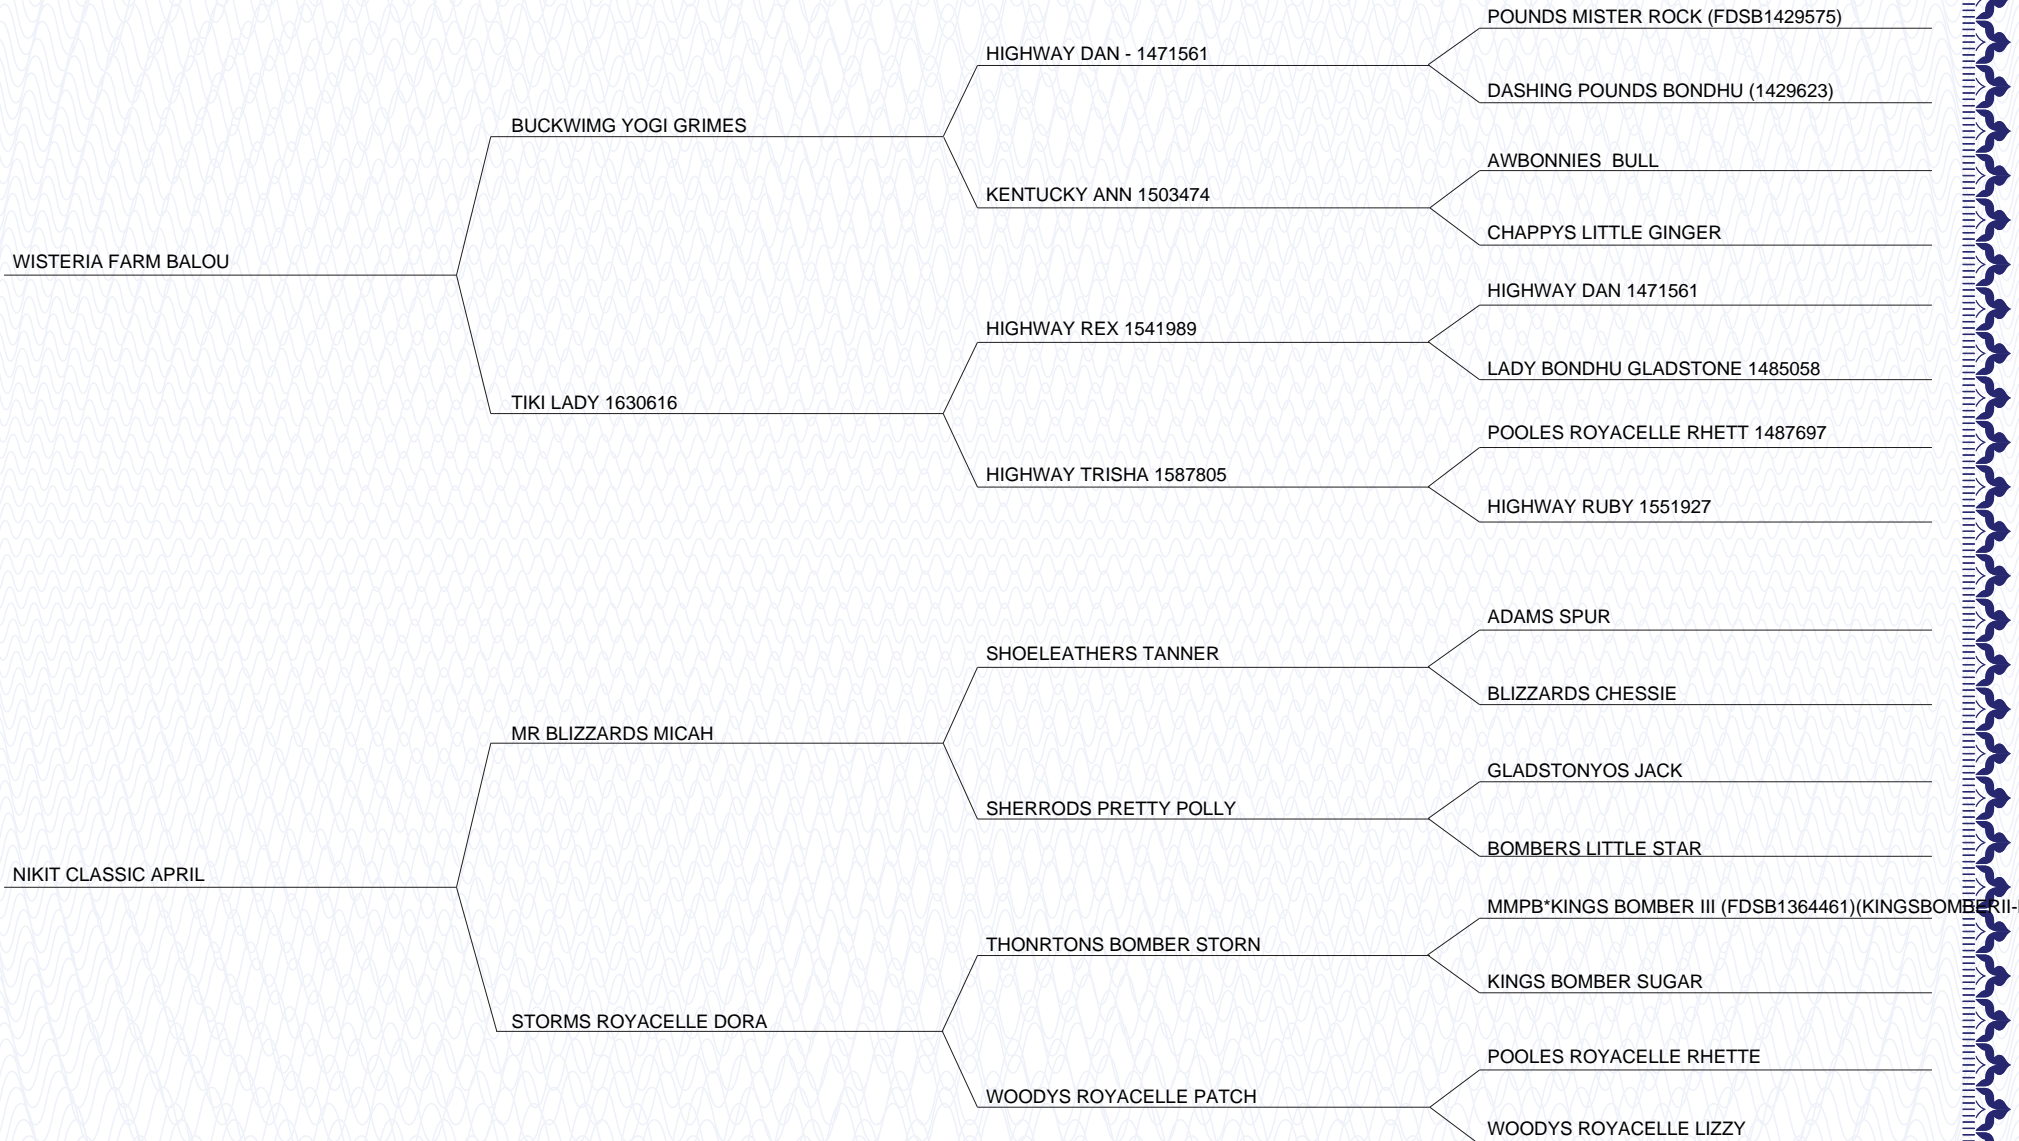 POUNDS MISTER ROCK (FDSB1429575)
HIGHWAY DAN - 1471561
DASHING POUNDS BONDHU (1429623)
BUCKWIMG YOGI GRIMES
AWBONNIES  BULL
KENTUCKY ANN 1503474
CHAPPYS LITTLE GINGER
WISTERIA FARM BALOU
HIGHWAY DAN 1471561
HIGHWAY REX 1541989
LADY BONDHU GLADSTONE 1485058
TIKI LADY 1630616
POOLES ROYACELLE RHETT 1487697
HIGHWAY TRISHA 1587805
HIGHWAY RUBY 1551927
ADAMS SPUR
SHOELEATHERS TANNER
BLIZZARDS CHESSIE
MR BLIZZARDS MICAH
GLADSTONYOS JACK
SHERRODS PRETTY POLLY
BOMBERS LITTLE STAR
NIKIT CLASSIC APRIL
MMPB*KINGS BOMBER III (FDSB1364461)(KINGSBOMBERII-
THONRTONS BOMBER STORN
KINGS BOMBER SUGAR
STORMS ROYACELLE DORA
POOLES ROYACELLE RHETTE
WOODYS ROYACELLE PATCH
WOODYS ROYACELLE LIZZY